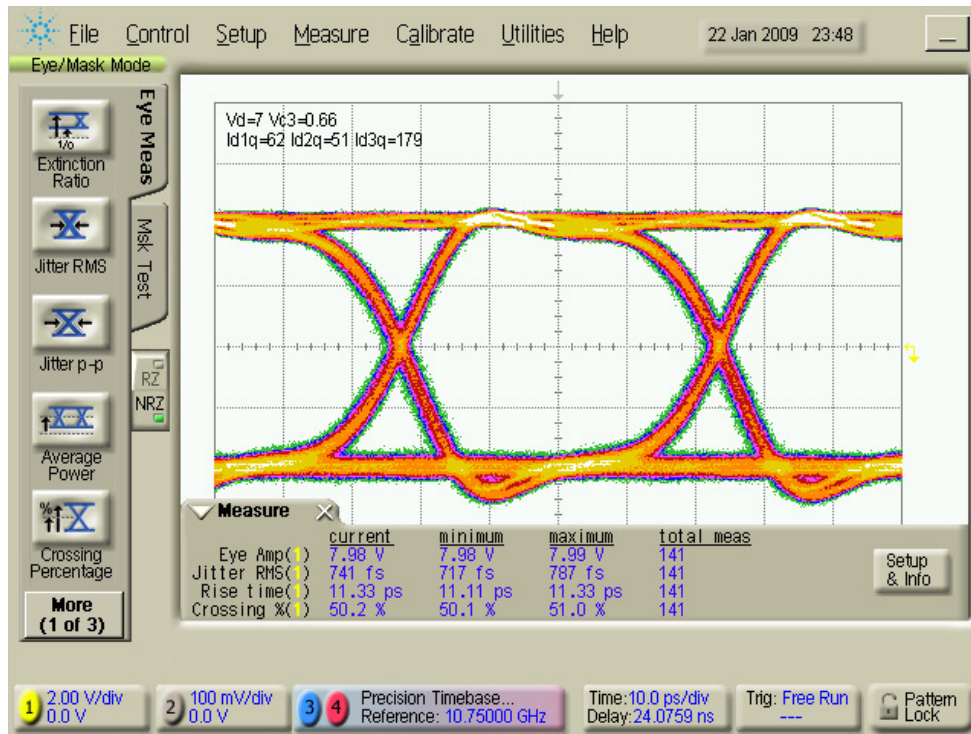 File Control Setup Measure Calibrate Utilities Help 22 Jan 2009 23:48
Eye/Mask Mode
Eye Meas
Msk Test
1/0
Extinction
Ratio
Jitter RMS
Jitter p-p
RZ
NRZ
Average
Power
%
Crossing
Percentage
More
(1 of 3)
Vd=7 Vc3=0.66
Id1q=62 Id2q=51 Id3q=179
Measure
current minimum maximum total meas
Eye Amp(1) 7.98 V 7.98 V 7.99 V 141
Jitter RMS(1) 741 fs 717 fs 787 fs 141
Rise time(1) 11.33 ps 11.11 ps 11.33 ps 141
Crossing %(1) 50.2 % 50.1 % 51.0 % 141
Setup
& Info
1 2.00 V/div
0.0 V
2 100 mV/div
0.0 V
3 4 Precision Timebase...
Reference: 10.75000 GHz
Time:10.0 ps/div
Delay:24.0759 ns
Trig: Free Run
---
Pattern
Lock